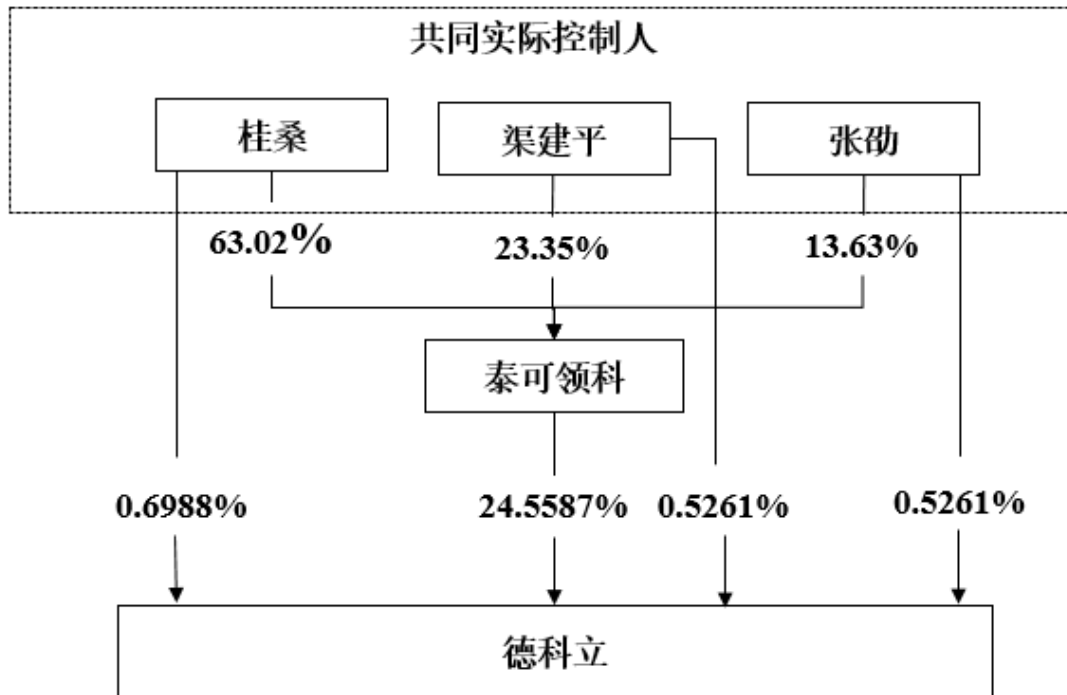 共同实际控制人
桂桑
渠建平
张劭
63.02%
23.35%
13.63%
泰可领科
0.6988%
24.5587%
0.5261%
0.5261%
德科立